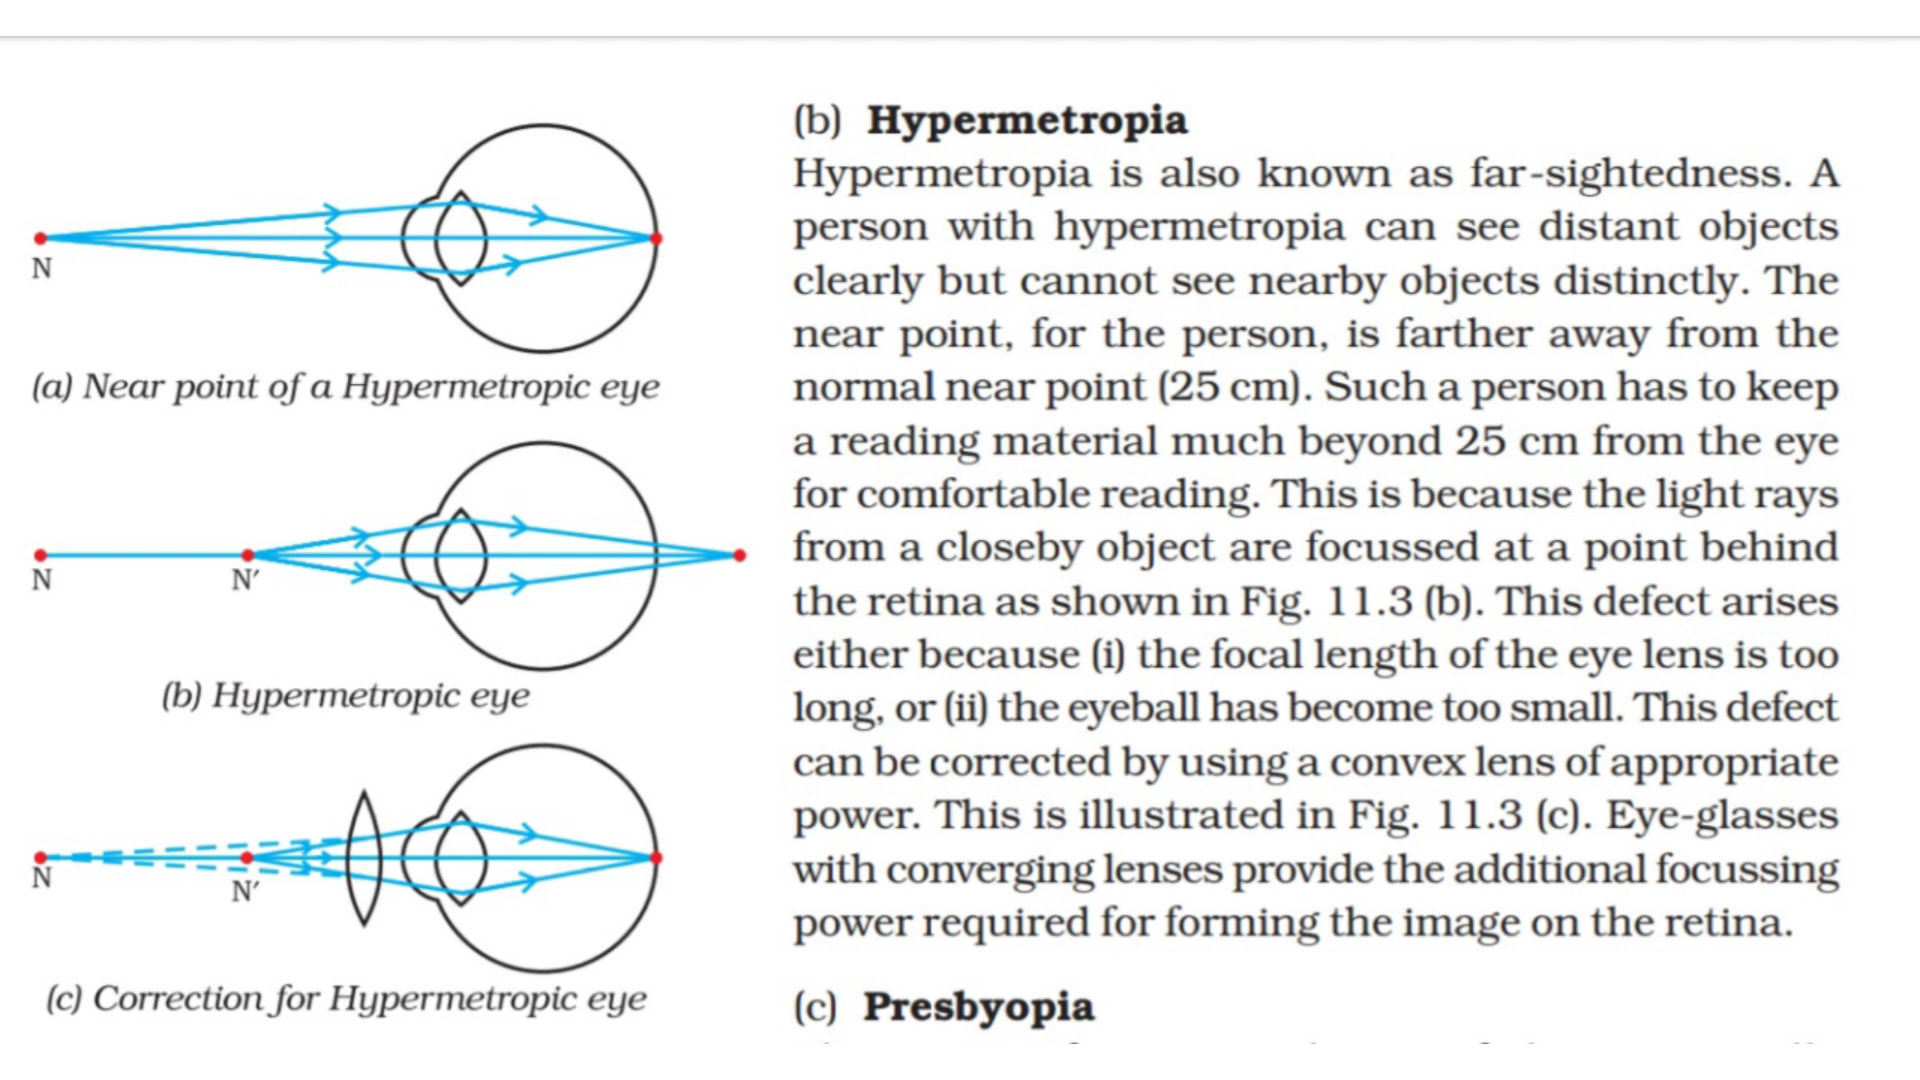 N
(a) Near point of a Hypermetropic eye
N
N′
(b) Hypermetropic eye
N
N′
(c) Correction for Hypermetropic eye
(b) Hypermetropia
Hypermetropia is also known as far-sightedness. A
person with hypermetropia can see distant objects
clearly but cannot see nearby objects distinctly. The
near point, for the person, is farther away from the
normal near point (25 cm). Such a person has to keep
a reading material much beyond 25 cm from the eye
for comfortable reading. This is because the light rays
from a closeby object are focussed at a point behind
the retina as shown in Fig. 11.3 (b). This defect arises
either because (i) the focal length of the eye lens is too
long, or (ii) the eyeball has become too small. This defect
can be corrected by using a convex lens of appropriate
power. This is illustrated in Fig. 11.3 (c). Eye-glasses
with converging lenses provide the additional focussing
power required for forming the image on the retina.
(c) Presbyopia